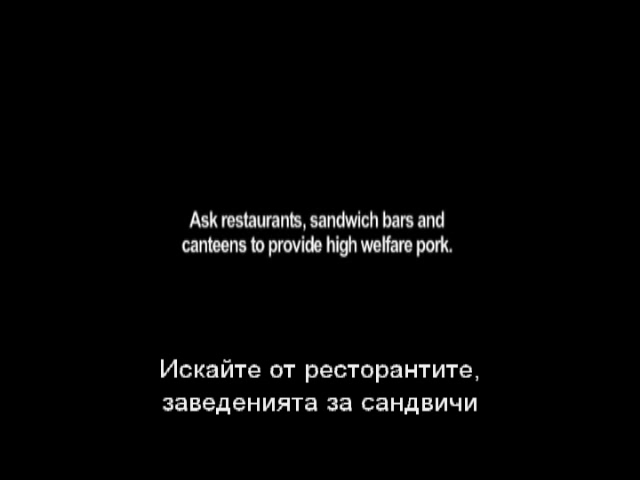 Ask restaurants, sandwich bars and
canteens to provide high welfare pork.
Искайте от ресторантите,
заведенията за сандвичи